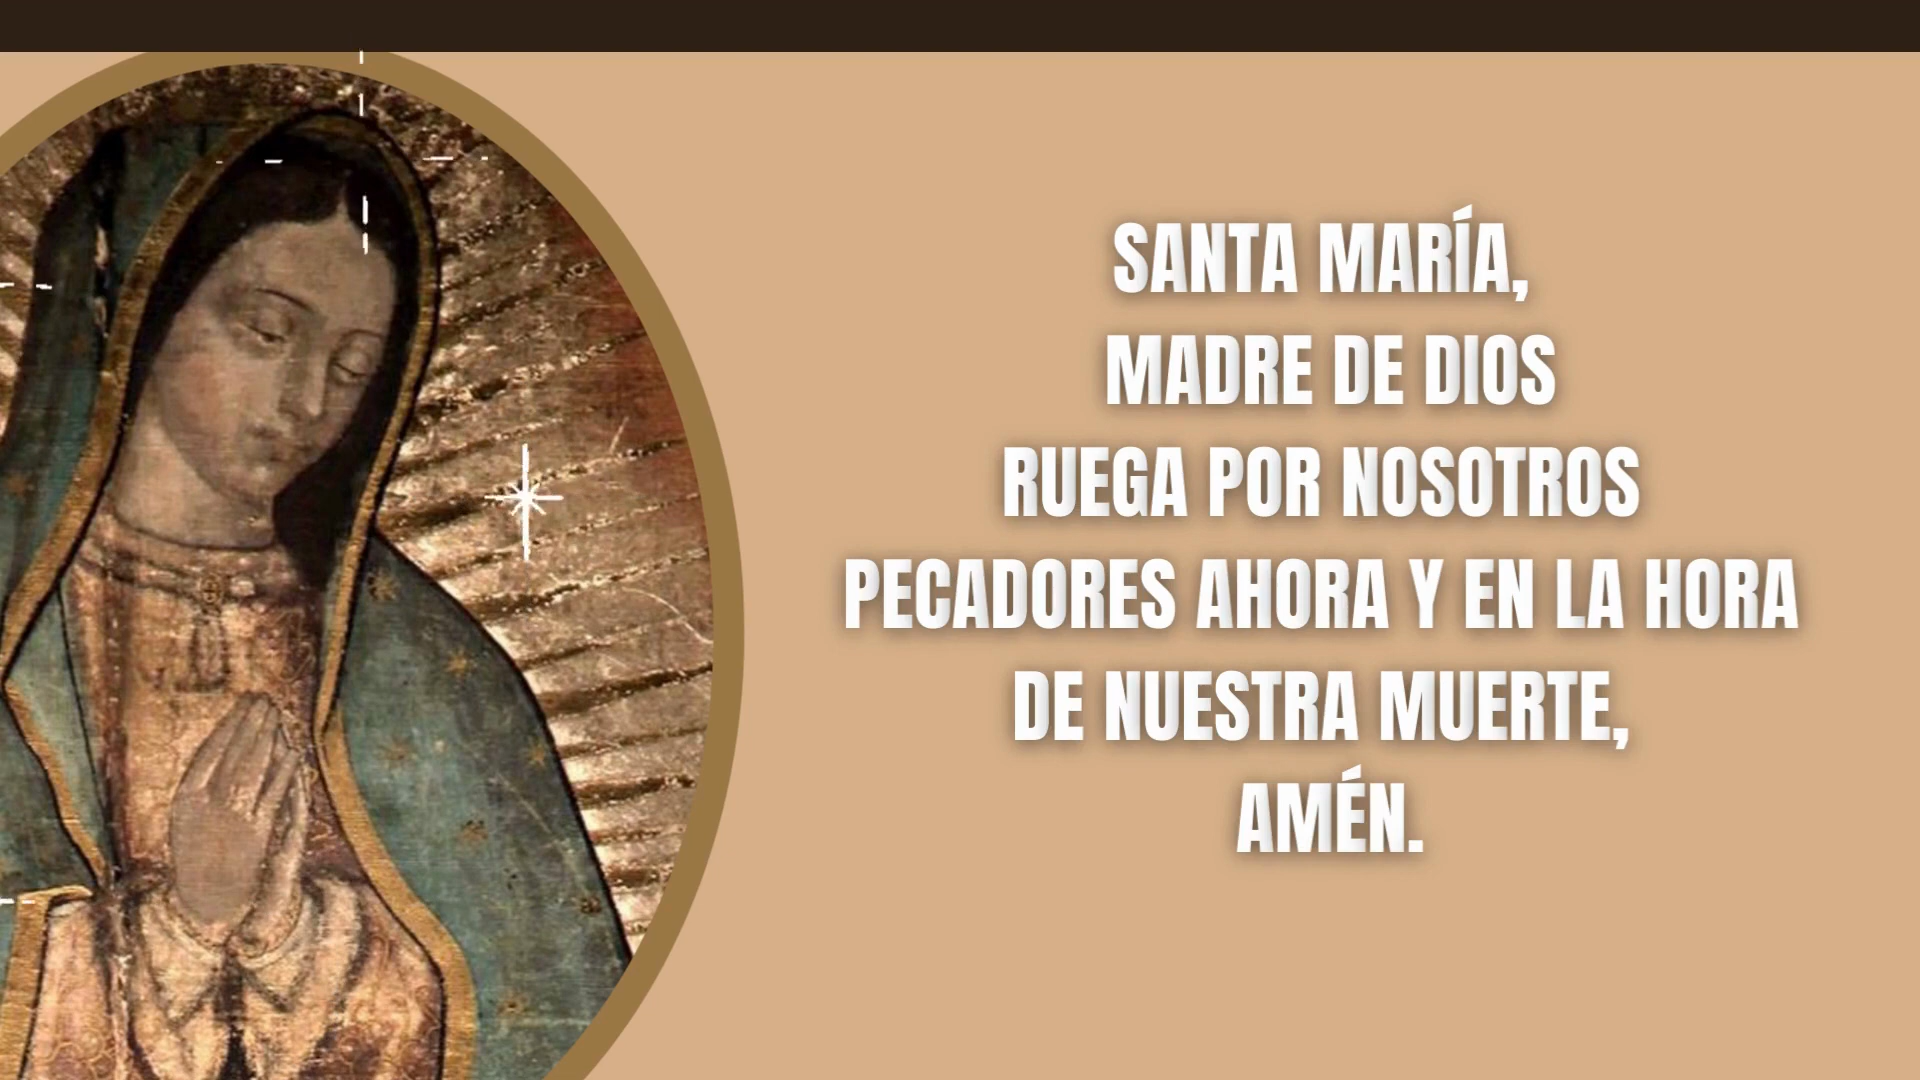 SANTA MARÍA,
MADRE DE DIOS
RUEGA POR NOSOTROS
PECADORES AHORA Y EN LA HORA
DE NUESTRA MUERTE,
AMÉN.